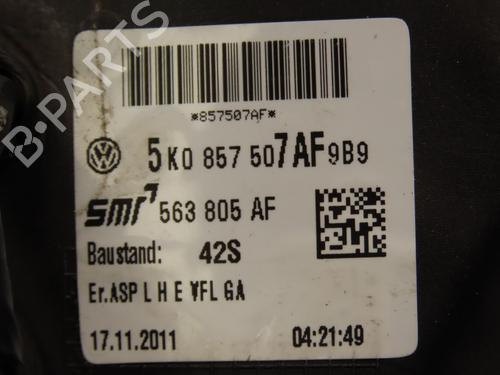 B-PARTS
*857507AF*
5K0 857 507AF9B9
smr 563 805 AF
Baustand: 42S
Er.ASP L H E VFL GA
17.11.2011 04:21:49